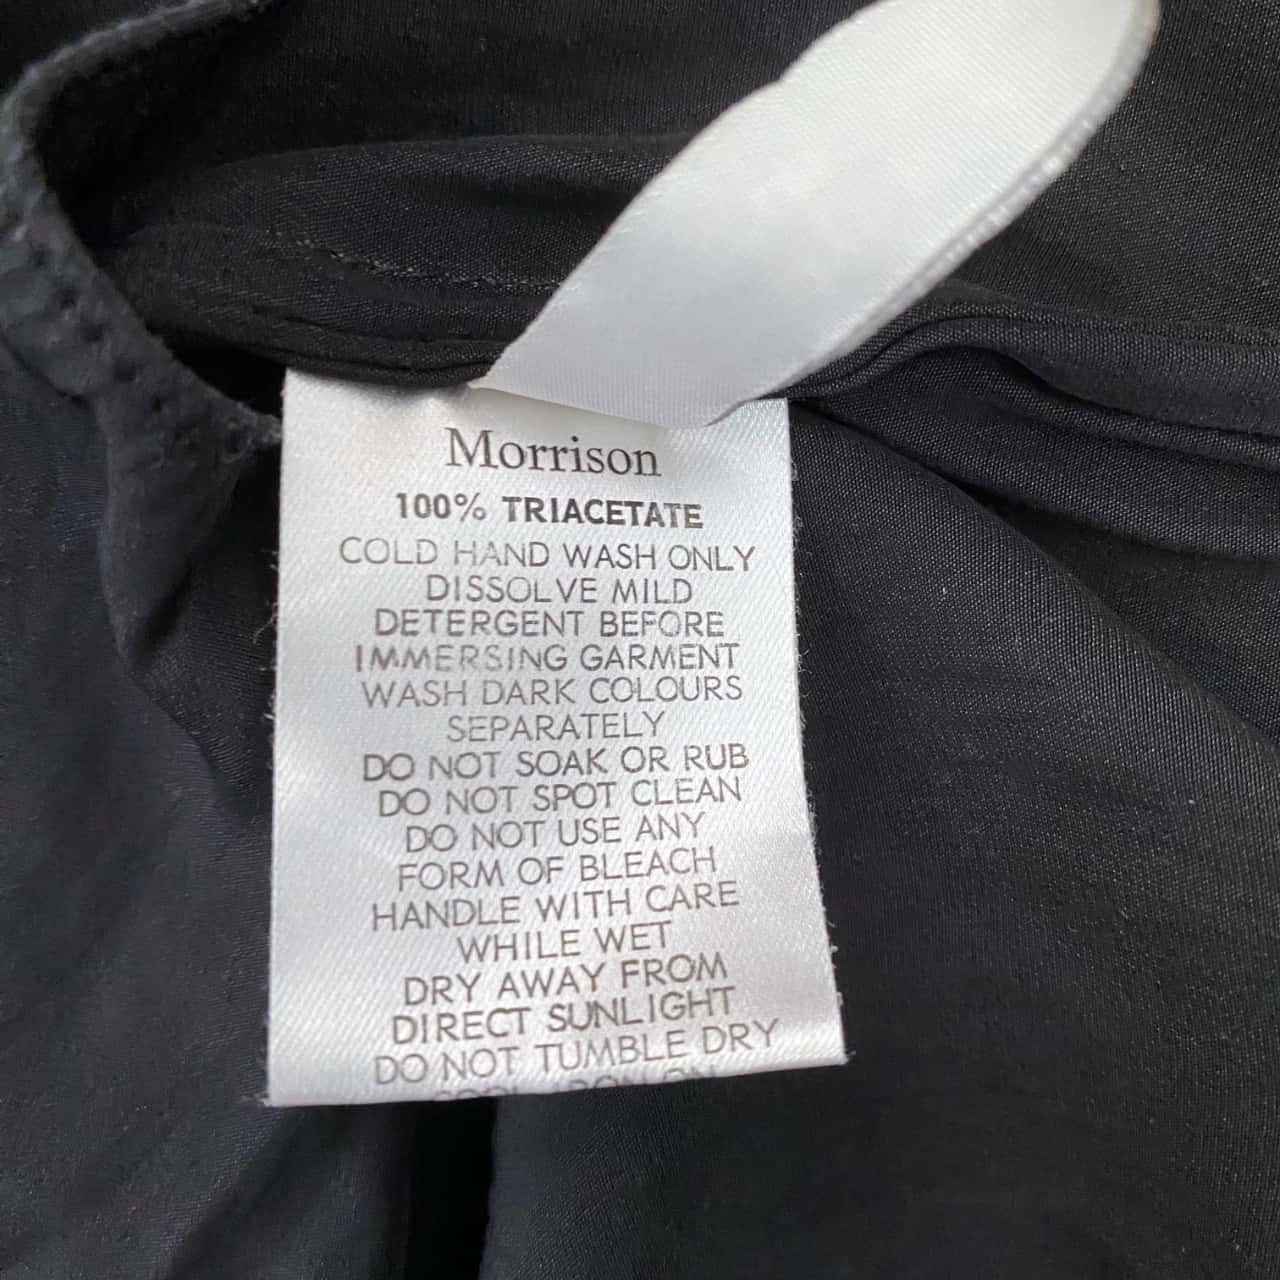 Morrison
100% TRIACETATE
COLD HAND WASH ONLY
DISSOLVE MILD
DETERGENT BEFORE
IMMERSING GARMENT
WASH DARK COLOURS
SEPARATELY
DO NOT SOAK OR RUB
DO NOT SPOT CLEAN
DO NOT USE ANY
FORM OF BLEACH
HANDLE WITH CARE
WHILE WET
DRY AWAY FROM
DIRECT SUNLIGHT
DO NOT TUMBLE DRY